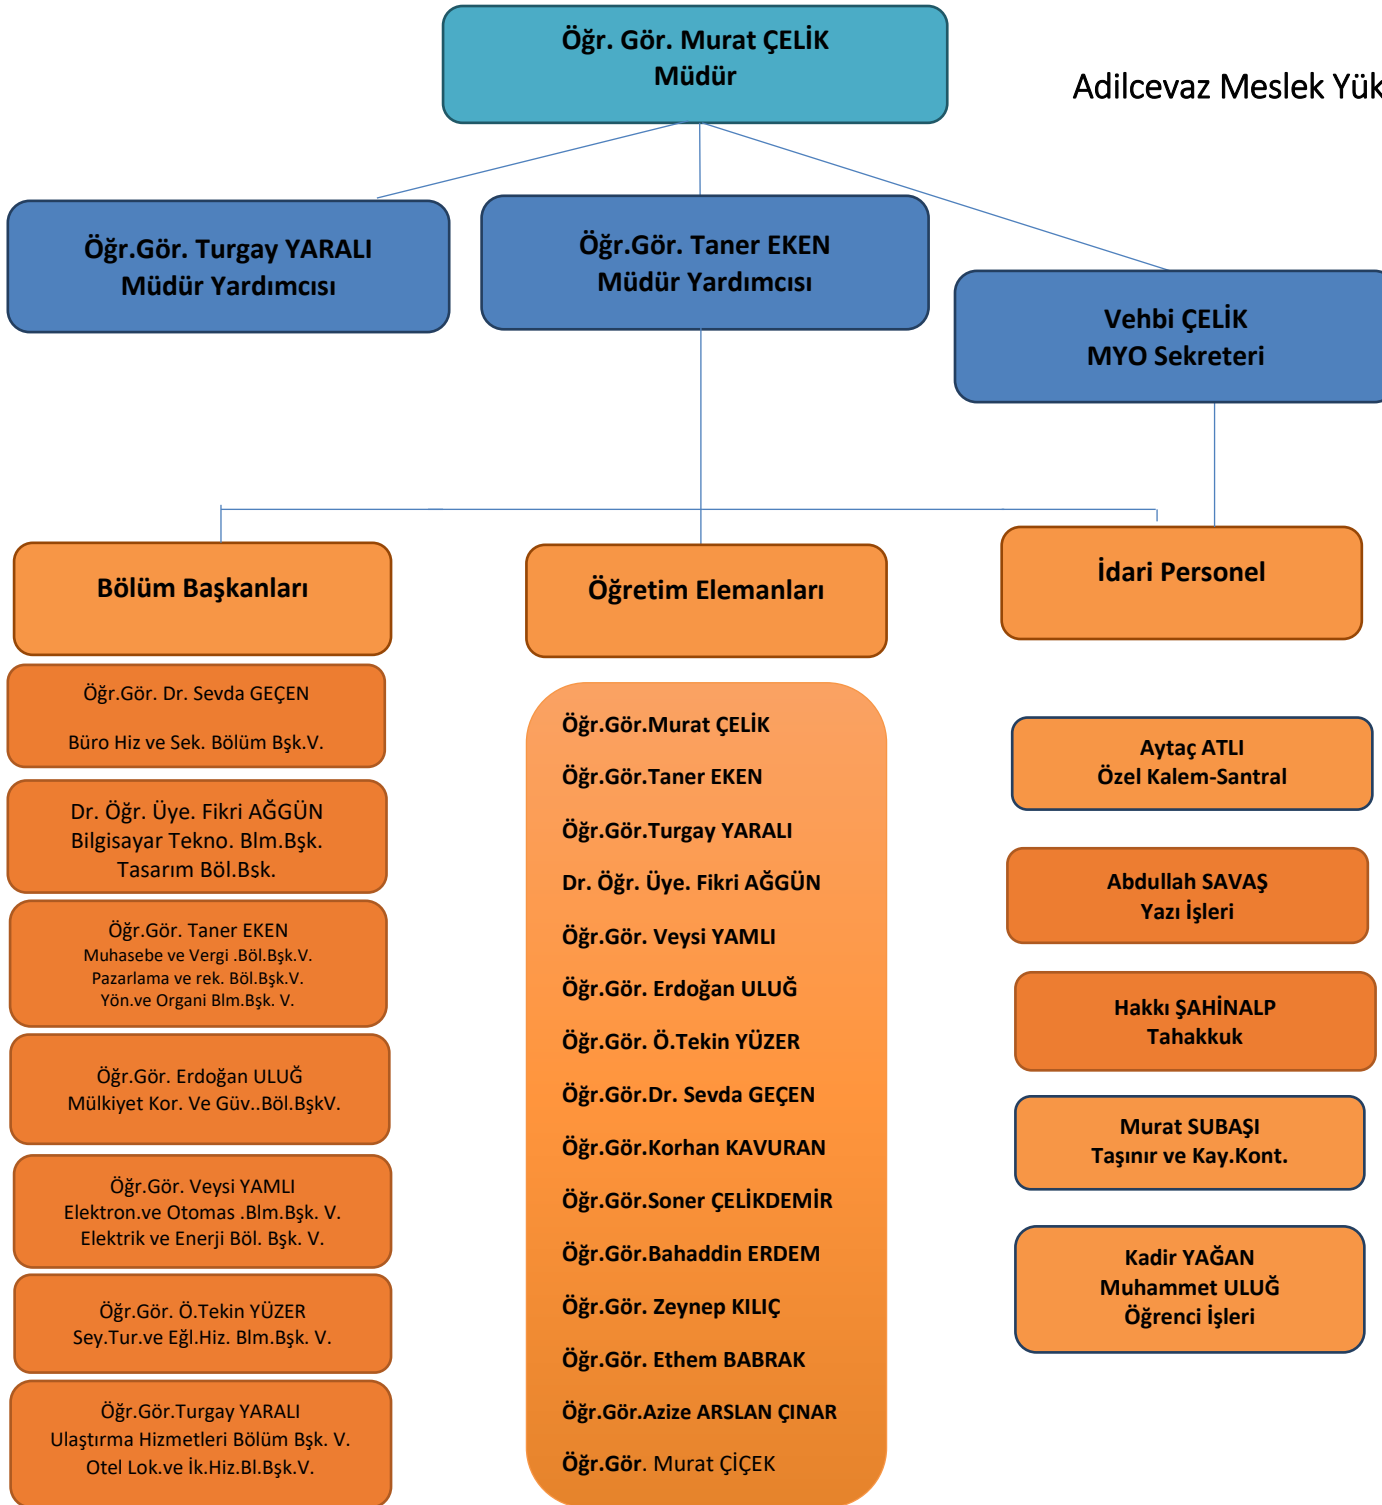 Öğr. Gör. Murat ÇELİK
Müdür
Adilcevaz Meslek Yük
Öğr.Gör. Turgay YARALI
Müdür Yardımcısı
Öğr.Gör. Taner EKEN
Müdür Yardımcısı
Vehbi ÇELİK
MYO Sekreteri
Bölüm Başkanları
Öğr.Gör. Dr. Sevda GEÇEN
Büro Hiz ve Sek. Bölüm Bşk.V.
Dr. Öğr. Üye. Fikri AĞGÜN
Bilgisayar Tekno. Blm.Bşk.
Tasarım Böl.Bsk.
Öğr.Gör. Taner EKEN
Muhasebe ve Vergi .Böl.Bşk.V.
Pazarlama ve rek. Böl.Bşk.V.
Yön.ve Organi Blm.Bşk. V.
Öğr.Gör. Erdoğan ULUĞ
Mülkiyet Kor. Ve Güv..Böl.BşkV.
Öğr.Gör. Veysi YAMLI
Elektron.ve Otomas .Blm.Bşk. V.
Elektrik ve Enerji Böl. Bşk. V.
Öğr.Gör. Ö.Tekin YÜZER
Sey.Tur.ve Eğl.Hiz. Blm.Bşk. V.
Öğr.Gör.Turgay YARALI
Ulaştırma Hizmetleri Bölüm Bşk. V.
Otel Lok.ve İk.Hiz.Bl.Bşk.V.
Öğretim Elemanları
Öğr.Gör.Murat ÇELİK
Öğr.Gör.Taner EKEN
Öğr.Gör.Turgay YARALI
Dr. Öğr. Üye. Fikri AĞGÜN
Öğr.Gör. Veysi YAMLI
Öğr.Gör. Erdoğan ULUĞ
Öğr.Gör. Ö.Tekin YÜZER
Öğr.Gör.Dr. Sevda GEÇEN
Öğr.Gör.Korhan KAVURAN
Öğr.Gör.Soner ÇELİKDEMİR
Öğr.Gör.Bahaddin ERDEM
Öğr.Gör. Zeynep KILIÇ
Öğr.Gör. Ethem BABRAK
Öğr.Gör.Azize ARSLAN ÇINAR
Öğr.Gör. Murat ÇİÇEK
İdari Personel
Aytaç ATLI
Özel Kalem-Santral
Abdullah SAVAŞ
Yazı İşleri
Hakkı ŞAHİNALP
Tahakkuk
Murat SUBAŞI
Taşınır ve Kay.Kont.
Kadir YAĞAN
Muhammet ULUĞ
Öğrenci İşleri